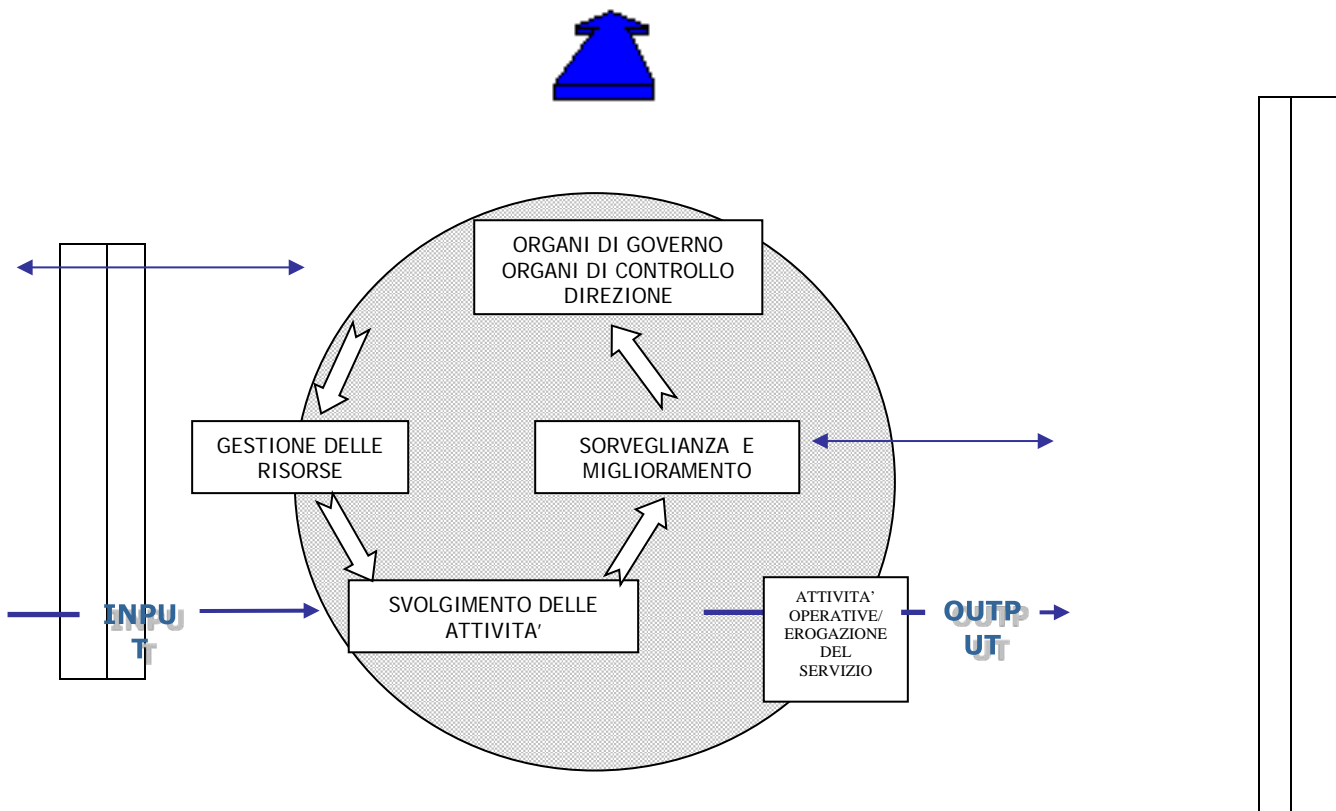 ORGANI DI GOVERNO
ORGANI DI CONTROLLO
DIREZIONE
GESTIONE DELLE
RISORSE
SORVEGLIANZA E
MIGLIORAMENTO
INPU
T
SVOLGIMENTO DELLE
ATTIVITA’
ATTIVITA’
OPERATIVE/
EROGAZIONE
DEL
SERVIZIO
OUTP
UT